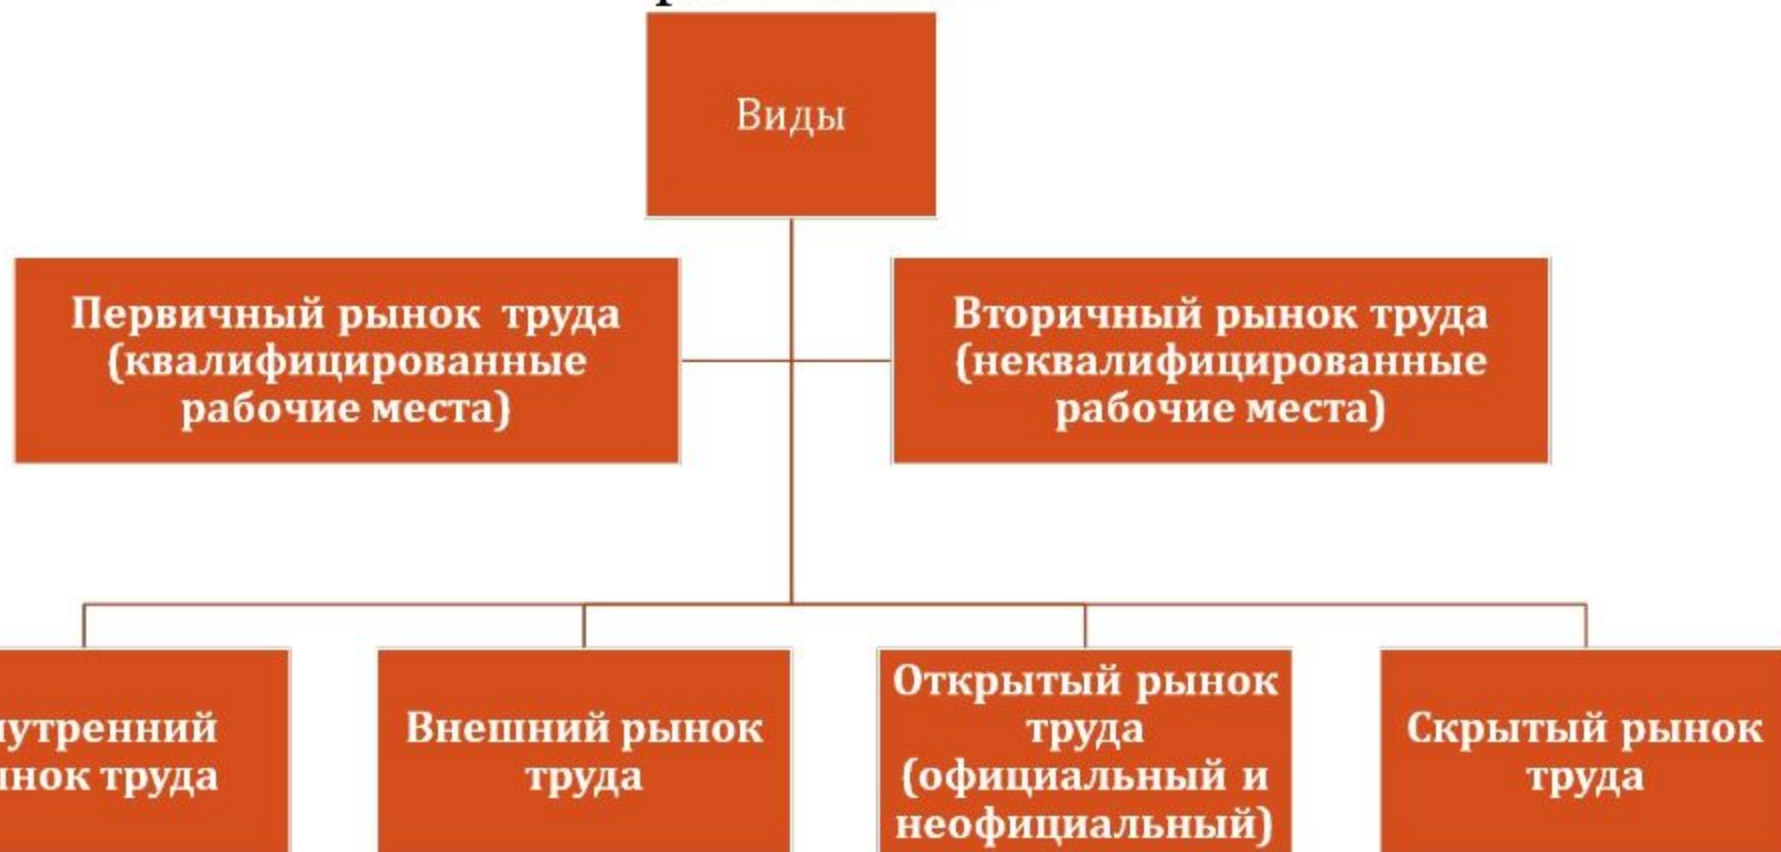 Виды
Первичный рынок труда
(квалифицированные
рабочие места)
Вторичный рынок труда
(неквалифицированные
рабочие места)
труда
Внешний рынок
труда
Открытый рынок
труда
(официальный и
неофициальный)
Скрытый рынок
труда